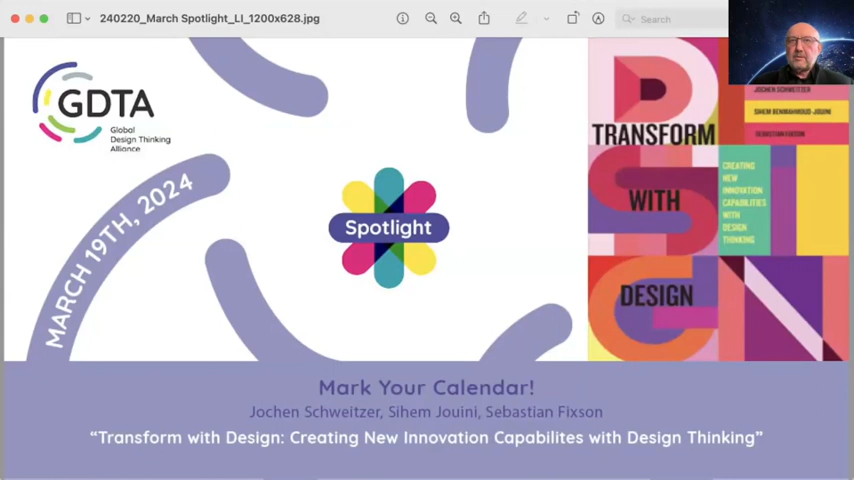 240220_March Spotlight_LI_1200x628.jpg
Search
GDTA
Global
Design Thinking
Alliance
MARCH 19TH, 2024
Spotlight
JOCHEN SCHWEITZER
SIHEM BENMAHMOUD-JOUINI
SEBASTIAN FIXSON
TRANSFORM
WITH
CREATING
NEW
INNOVATION
CAPABILITIES
WITH
DESIGN
THINKING
DESIGN
Mark Your Calendar!
Jochen Schweitzer, Sihem Jouini, Sebastian Fixson
“Transform with Design: Creating New Innovation Capabilites with Design Thinking”